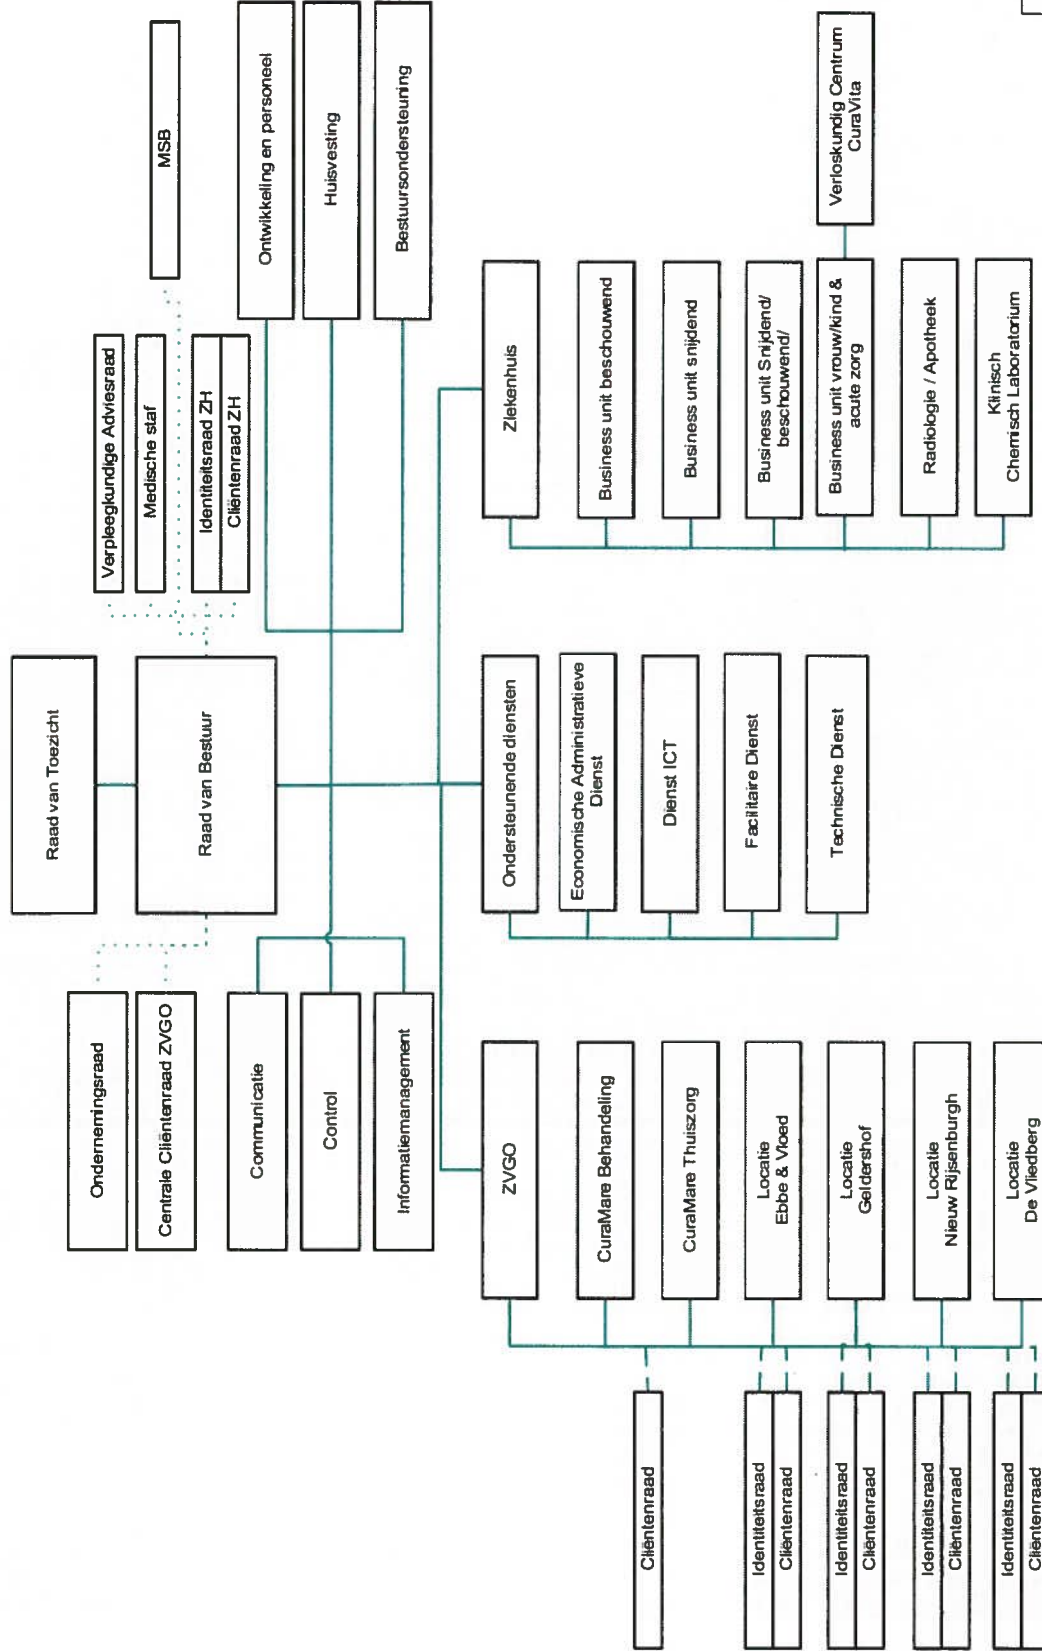 Raad van Toezicht
Raad van Bestuur
Ondernemingsraad
Centrale Cliëntenraad ZVGO
Verpleegkundige Adviesraad
Medische staf
Identiteitsraad ZH
Cliëntenraad ZH
MSB
Communicatie
Control
Informatiemanagement
Ontwikkeling en personeel
Huisvesting
Bestuursondersteuning
ZVGO
CuraMare Behandeling
CuraMare Thuiszorg
Locatie
Ebbe & Vloed
Locatie
Geldershof
Locatie
Nieuw Rijsenburgh
Locatie
De Vliedberg
Cliëntenraad
Identiteitsraad
Cliëntenraad
Identiteitsraad
Cliëntenraad
Identiteitsraad
Cliëntenraad
Identiteitsraad
Cliëntenraad
Ondersteunende diensten
Economische Administratieve
Dienst
Dienst ICT
Facilitaire Dienst
Technische Dienst
Ziekenhuis
Business unit beschouwend
Business unit snijdend
Business unit Snijdend/
beschouwend/
Business unit vrouw/kind &
acute zorg
Radiologie / Apotheek
Klinisch
Chemisch Laboratorium
Verloskundig Centrum
CuraVita